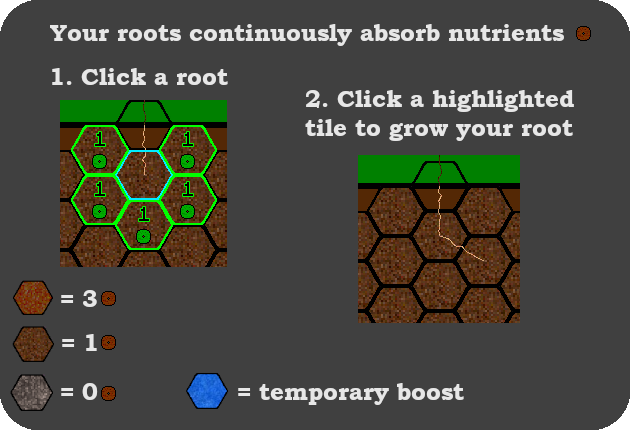 Your roots continuously absorb nutrients
1. Click a root
2. Click a highlighted
tile to grow your root
1
1
1
1
1
= 3
= 1
= 0
= temporary boost